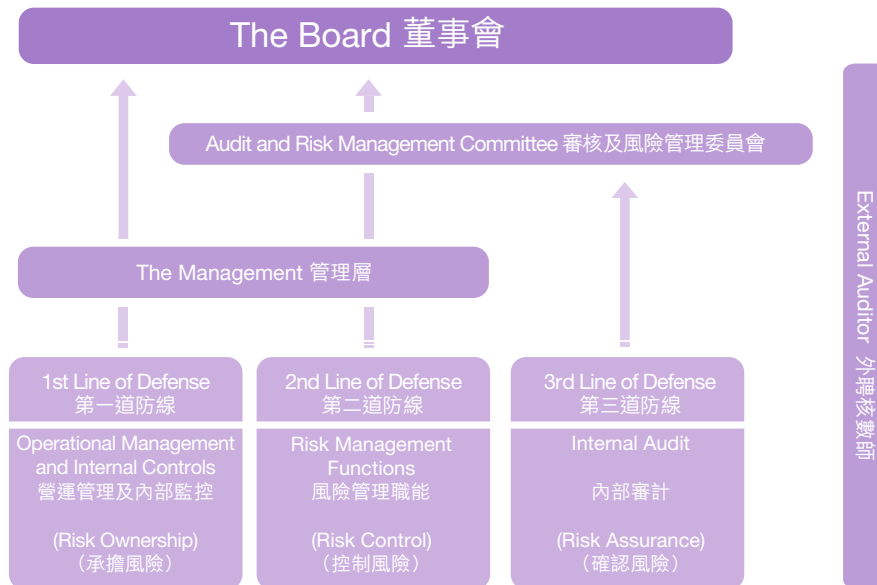 The Board 董事會
Audit and Risk Management Committee 審核及風險管理委員會
The Management 管理層
1st Line of Defense
第一道防線
Operational Management
and Internal Controls
營運管理及內部監控
(Risk Ownership)
（承擔風險）
2nd Line of Defense
第二道防線
Risk Management
Functions
風險管理職能
(Risk Control)
（控制風險）
3rd Line of Defense
第三道防線
Internal Audit
內部審計
(Risk Assurance)
（確認風險）
External Auditor 外聘核數師